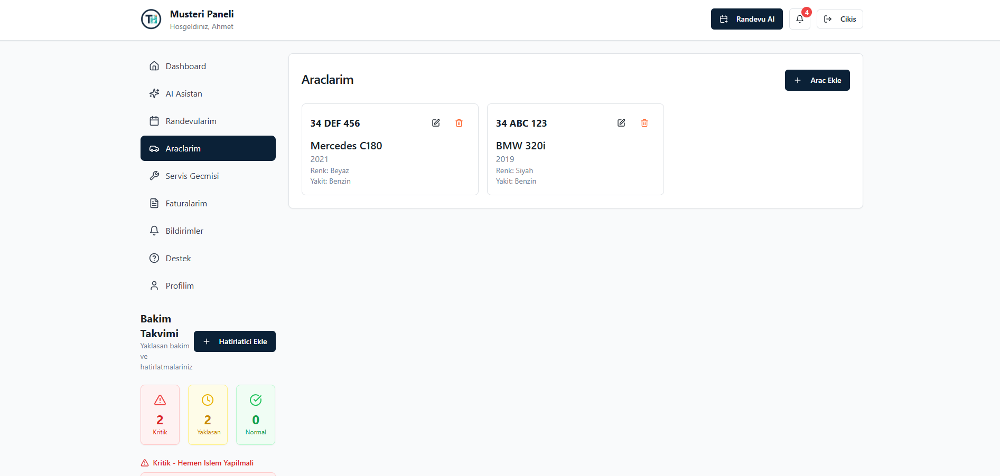 TH
Musteri Paneli
Hosgeldiniz, Ahmet
Randevu Al
4
Cikis
Dashboard
AI Asistan
Randevularim
Araclarim
Servis Gecmisi
Faturalarim
Bildirimler
Destek
Profilim
Bakim
Takvimi
Yaklasan bakim
ve
hatirlatmalariniz
Hatirlatici Ekle
2
Kritik
2
Yaklasan
0
Normal
Kritik - Hemen Islem Yapilmali
Araclarim
Arac Ekle
34 DEF 456
Mercedes C180
2021
Renk: Beyaz
Yakit: Benzin
34 ABC 123
BMW 320i
2019
Renk: Siyah
Yakit: Benzin